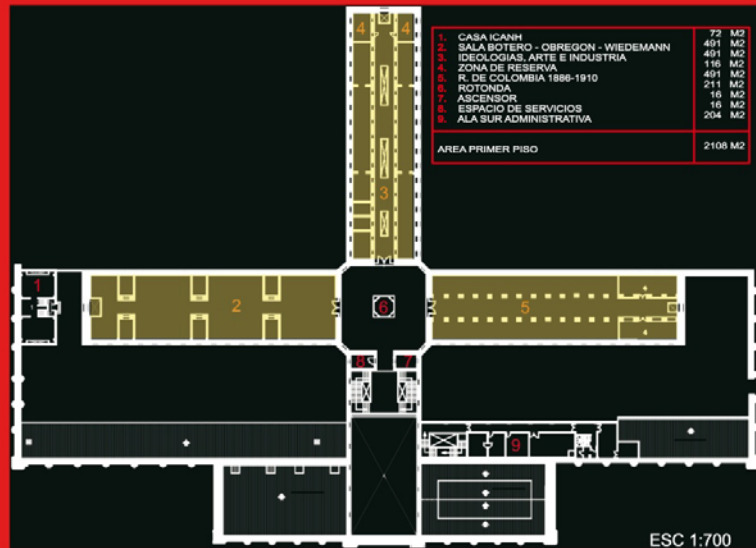 4 4
1. CASA ICANH 72 M2
2. SALA BOTERO - OBREGON - WIEDEMANN 491 M2
3. IDEOLOGIAS, ARTE E INDUSTRIA 491 M2
4. ZONA DE RESERVA 116 M2
5. R. DE COLOMBIA 1886-1910 491 M2
6. ROTONDA 211 M2
7. ASCENSOR 16 M2
8. ESPACIO DE SERVICIOS 16 M2
9. ALA SUR ADMINISTRATIVA 204 M2
AREA PRIMER PISO 2108 M2
3
1
2
6
5
4
4
8 7
9
ESC 1:700